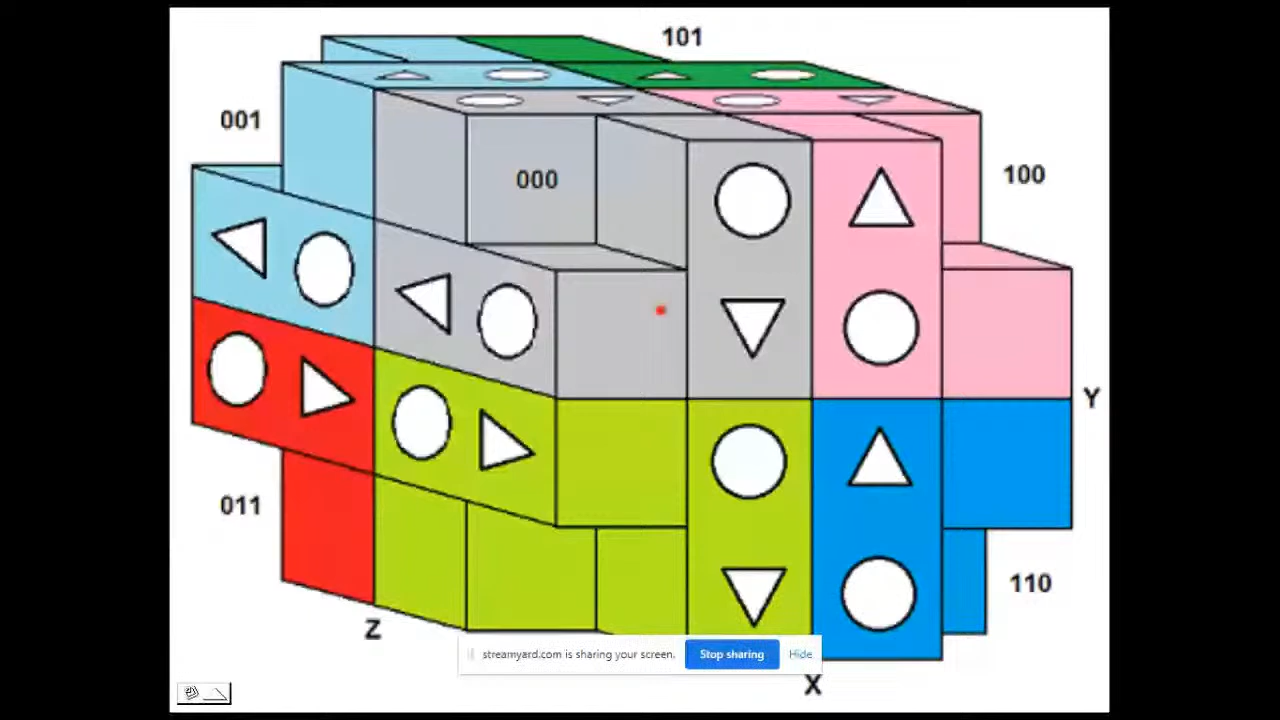 101
001
000
100
Y
011
110
Z
streamyard.com is sharing your screen.
Stop sharing
Hide
X